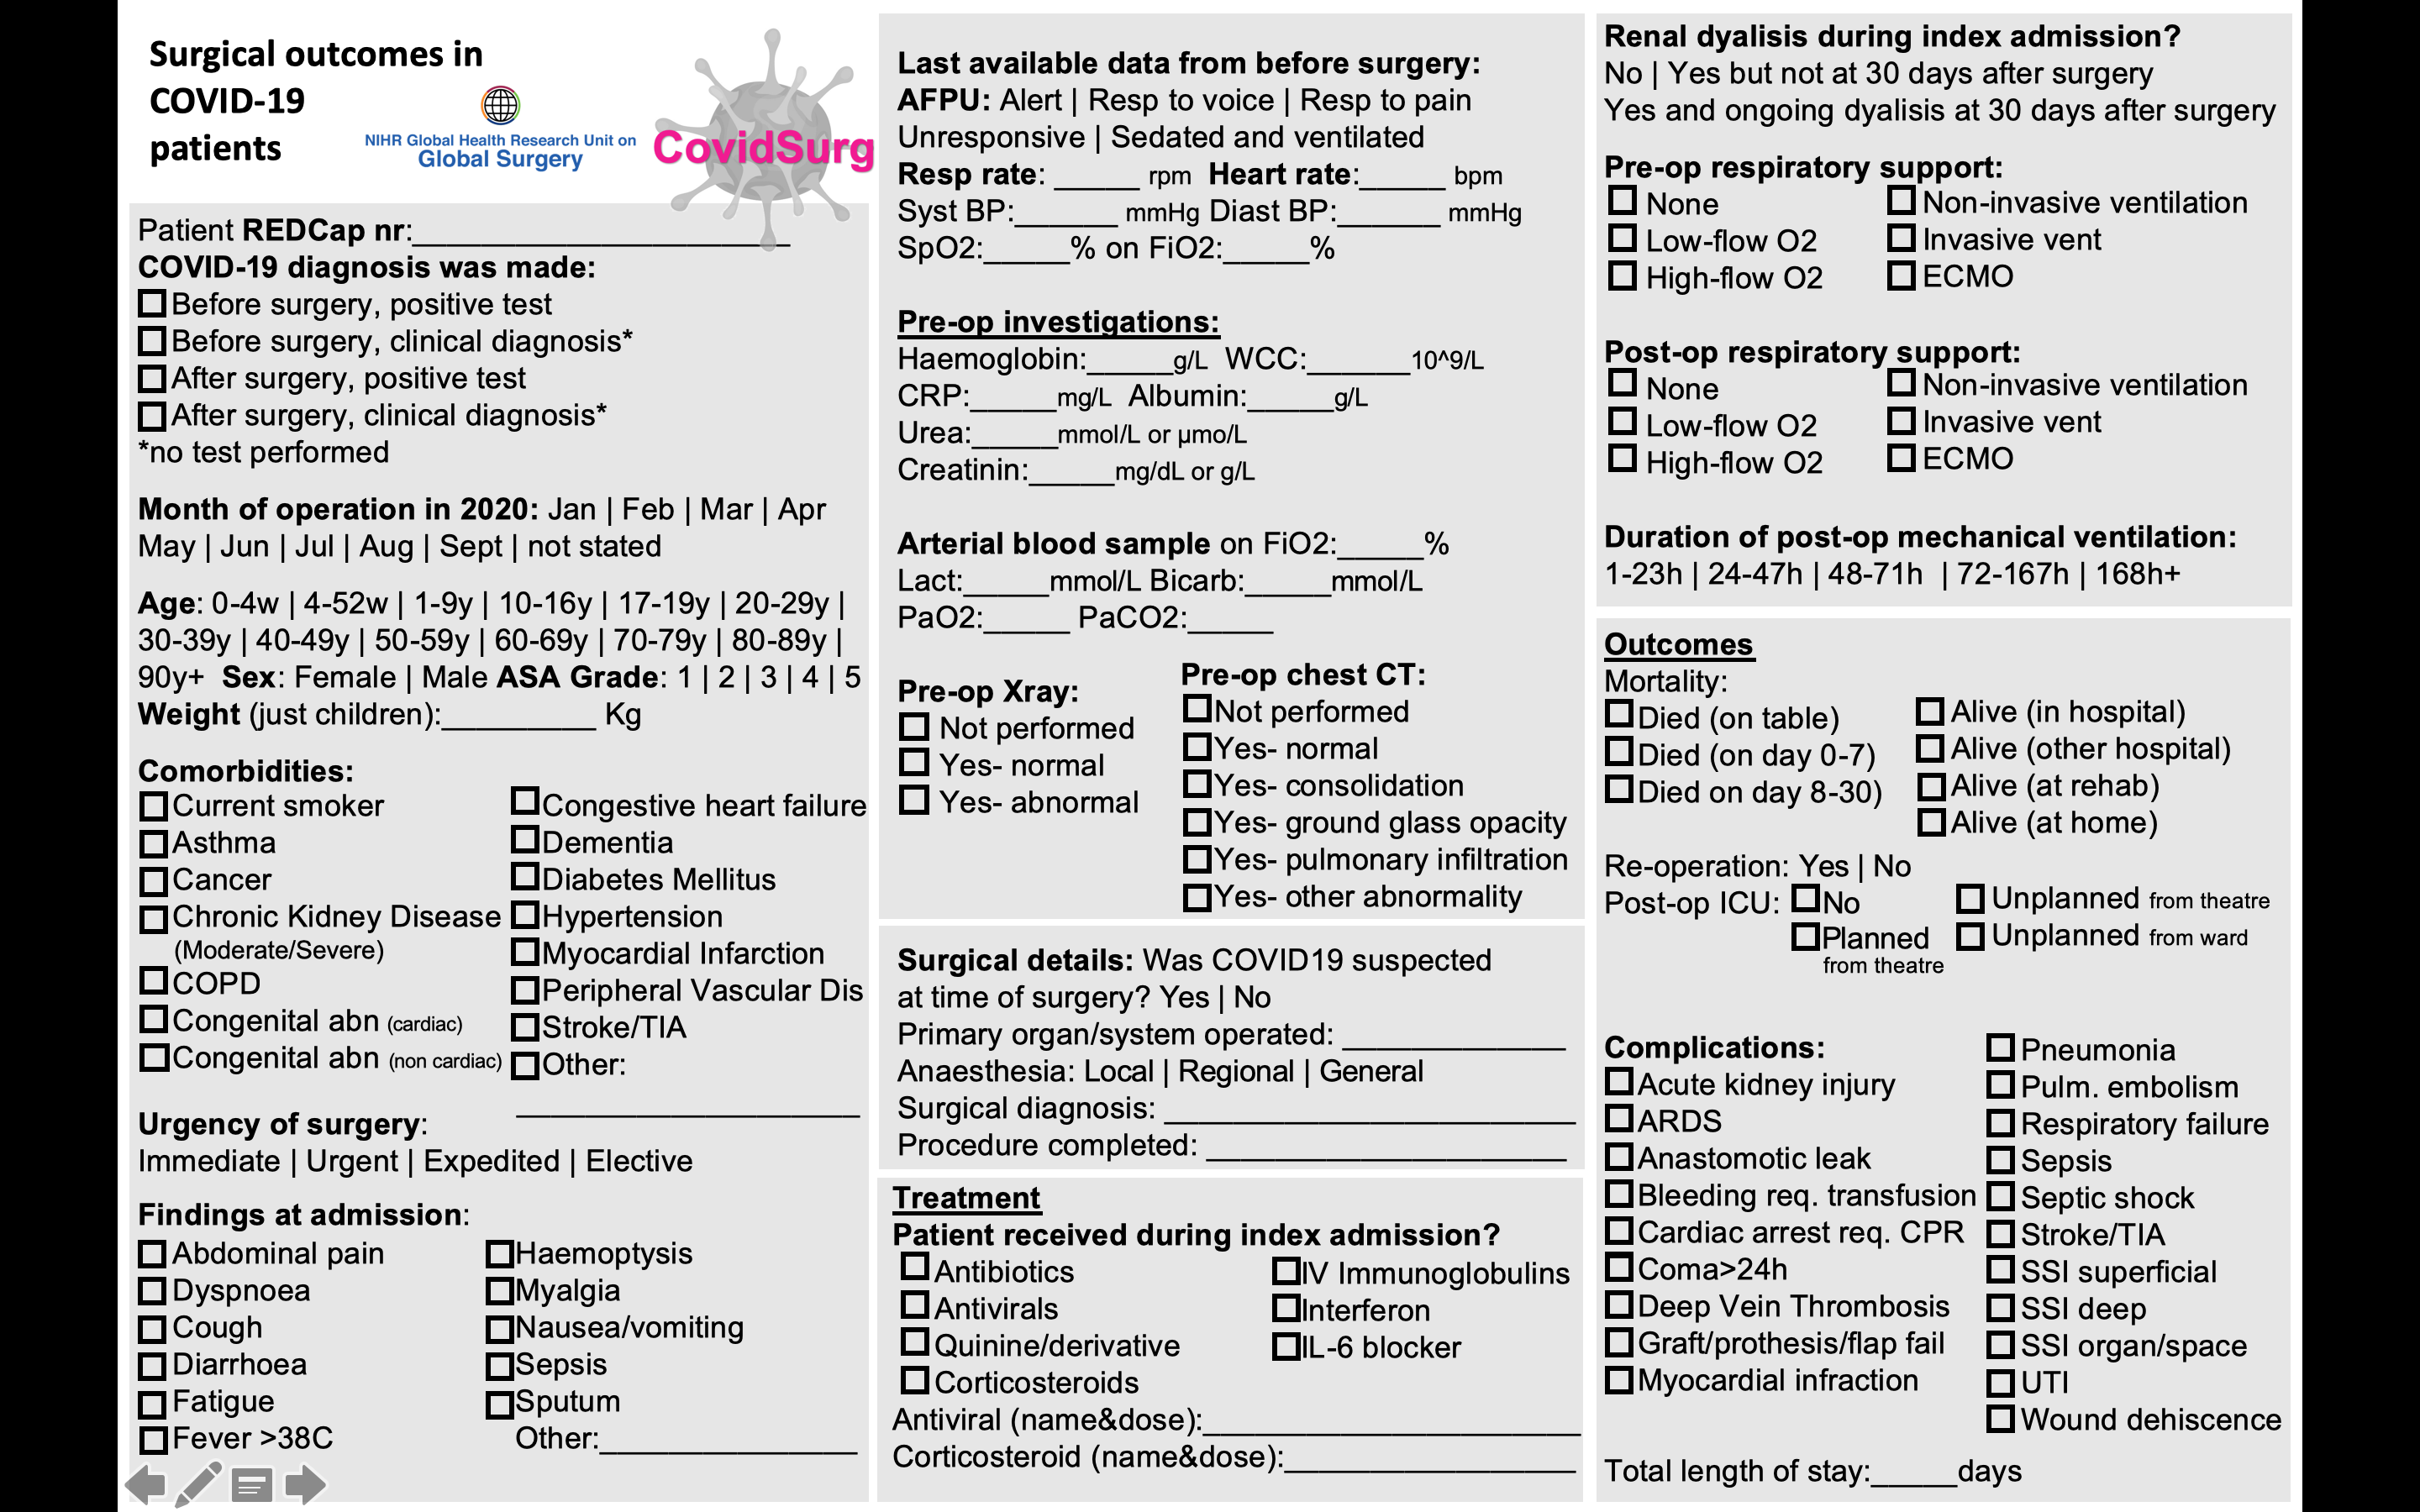 Surgical outcomes in
COVID-19
patients
NIHR Global Health Research Unit on
Global Surgery
CovidSurg
Patient REDCap nr:______________________
COVID-19 diagnosis was made:
Before surgery, positive test
Before surgery, clinical diagnosis*
After surgery, positive test
After surgery, clinical diagnosis*
*no test performed
Month of operation in 2020: Jan | Feb | Mar | Apr
May | Jun | Jul | Aug | Sept | not stated
Age: 0-4w | 4-52w | 1-9y | 10-16y | 17-19y | 20-29y |
30-39y | 40-49y | 50-59y | 60-69y | 70-79y | 80-89y |
90y+ Sex: Female | Male ASA Grade: 1 | 2 | 3 | 4 | 5
Weight (just children):_________ Kg
Comorbidities:
Current smoker
Asthma
Cancer
Chronic Kidney Disease
(Moderate/Severe)
COPD
Congenital abn (cardiac)
Congenital abn (non cardiac)
Congestive heart failure
Dementia
Diabetes Mellitus
Hypertension
Myocardial Infarction
Peripheral Vascular Dis
Stroke/TIA
Other:
____________________
Urgency of surgery:
Immediate | Urgent | Expedited | Elective
Findings at admission:
Abdominal pain
Dyspnoea
Cough
Diarrhoea
Fatigue
Fever >38C
Haemoptysis
Myalgia
Nausea/vomiting
Sepsis
Sputum
Other:_______________
Last available data from before surgery:
AFPU: Alert | Resp to voice | Resp to pain
Unresponsive | Sedated and ventilated
Resp rate: _____ rpm Heart rate:_____ bpm
Syst BP:______ mmHg Diast BP:______ mmHg
SpO2:_____% on FiO2:_____%
Pre-op investigations:
Haemoglobin:_____g/L WCC:______10^9/L
CRP:_____mg/L Albumin:_____g/L
Urea:_____mmol/L or µmo/L
Creatinin:_____mg/dL or g/L
Arterial blood sample on FiO2:_____%
Lact:_____mmol/L Bicarb:_____mmol/L
PaO2:_____ PaCO2:_____
Pre-op Xray:
Not performed
Yes- normal
Yes- abnormal
Pre-op chest CT:
Not performed
Yes- normal
Yes- consolidation
Yes- ground glass opacity
Yes- pulmonary infiltration
Yes- other abnormality
Surgical details: Was COVID19 suspected
at time of surgery? Yes | No
Primary organ/system operated: _____________
Anaesthesia: Local | Regional | General
Surgical diagnosis: ________________________
Procedure completed: _____________________
Treatment
Patient received during index admission?
Antibiotics
Antivirals
Quinine/derivative
Corticosteroids
IV Immunoglobulins
Interferon
IL-6 blocker
Antiviral (name&dose):______________________
Corticosteroid (name&dose):_________________
Renal dyalisis during index admission?
No | Yes but not at 30 days after surgery
Yes and ongoing dyalisis at 30 days after surgery
Pre-op respiratory support:
None
Low-flow O2
High-flow O2
Non-invasive ventilation
Invasive vent
ECMO
Post-op respiratory support:
None
Low-flow O2
High-flow O2
Non-invasive ventilation
Invasive vent
ECMO
Duration of post-op mechanical ventilation:
1-23h | 24-47h | 48-71h | 72-167h | 168h+
Outcomes
Mortality:
Died (on table)
Died (on day 0-7)
Died on day 8-30)
Alive (in hospital)
Alive (other hospital)
Alive (at rehab)
Alive (at home)
Re-operation: Yes | No
Post-op ICU:
No
Planned
from theatre
Unplanned from theatre
Unplanned from ward
Complications:
Acute kidney injury
ARDS
Anastomotic leak
Bleeding req. transfusion
Cardiac arrest req. CPR
Coma>24h
Deep Vein Thrombosis
Graft/prothesis/flap fail
Myocardial infraction
Pneumonia
Pulm. embolism
Respiratory failure
Sepsis
Septic shock
Stroke/TIA
SSI superficial
SSI deep
SSI organ/space
UTI
Wound dehiscence
Total length of stay:_____days